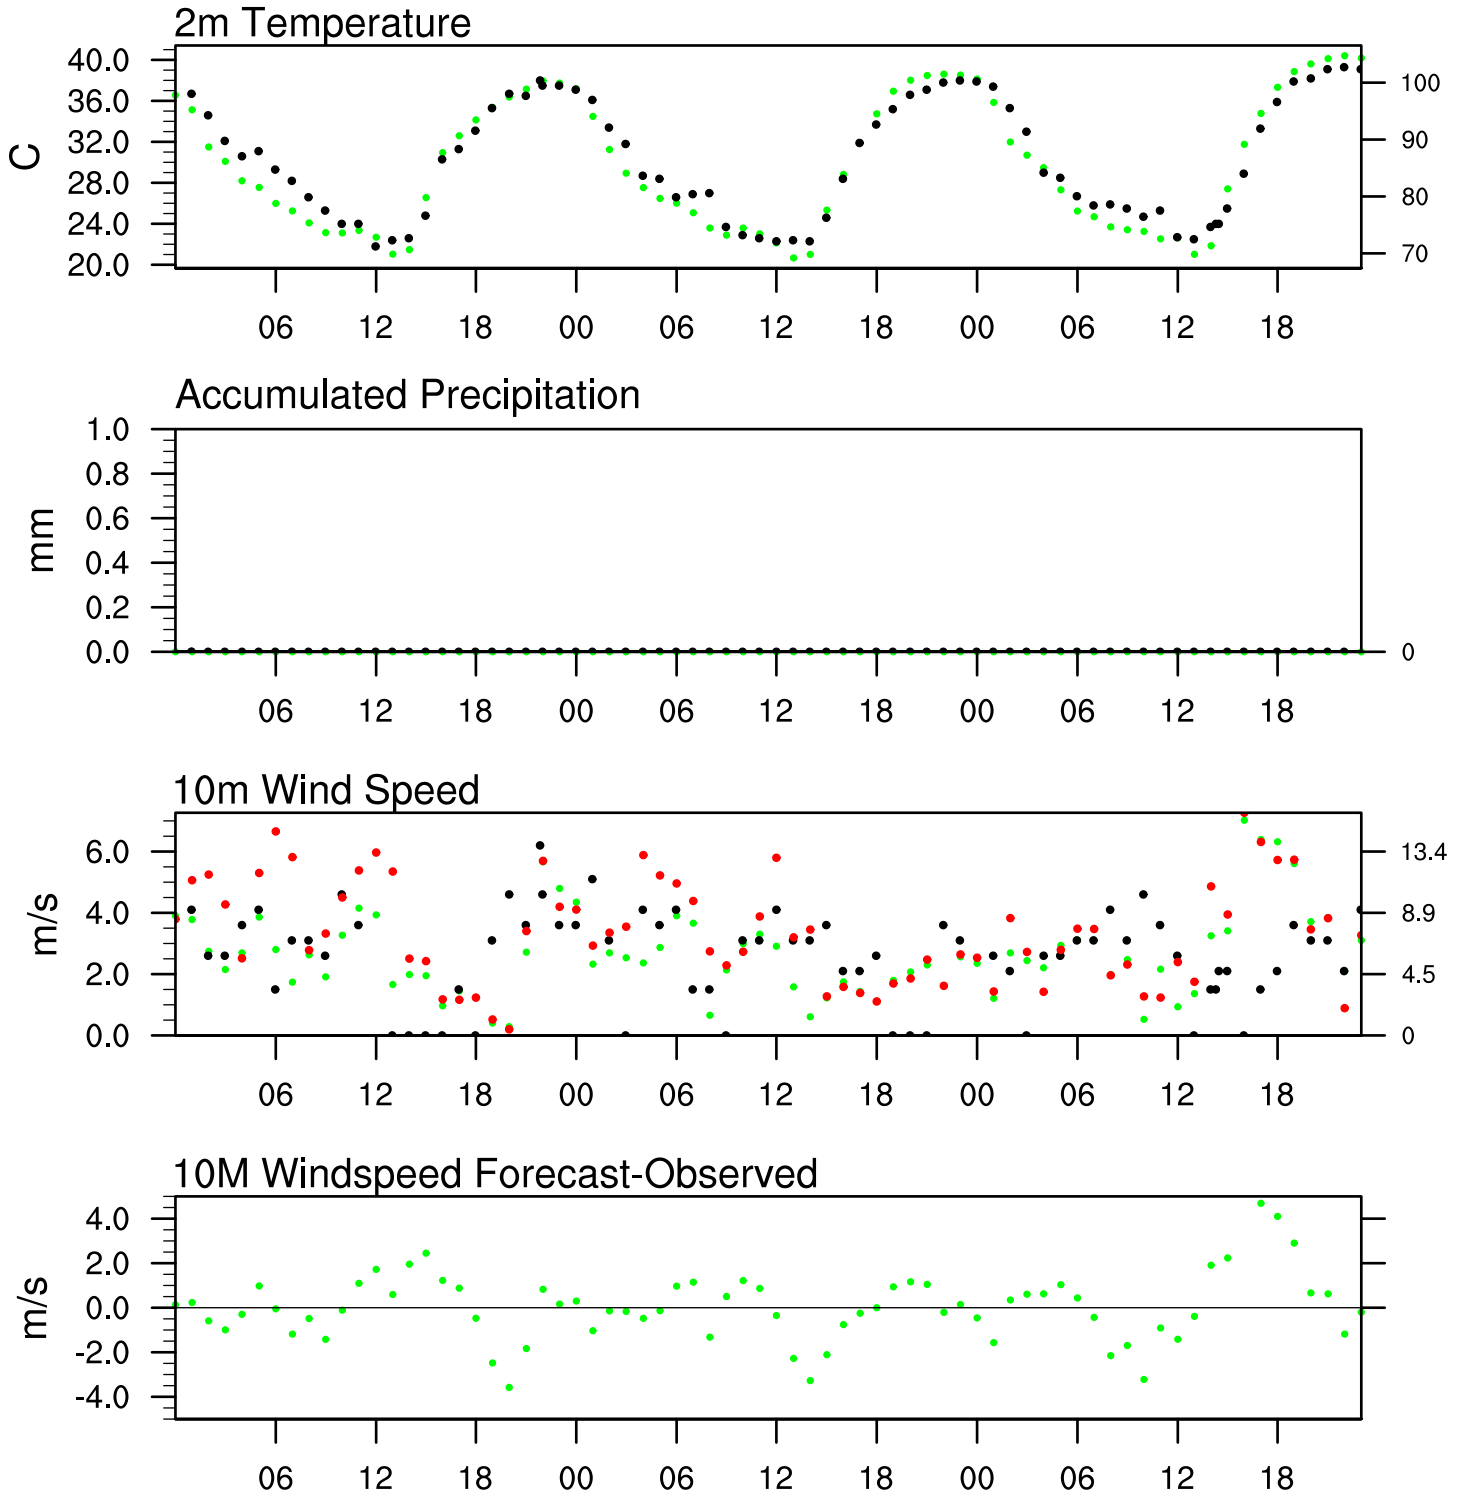 2m Temperature
40.0
36.0
32.0
28.0
24.0
20.0
C
100
90
80
70
06 12 18 00 06 12 18 00 06 12 18
Accumulated Precipitation
1.0
0.8
0.6
0.4
0.2
0.0
mm
0
06 12 18 00 06 12 18 00 06 12 18
10m Wind Speed
6.0
4.0
2.0
0.0
m/s
13.4
8.9
4.5
0
06 12 18 00 06 12 18 00 06 12 18
10M Windspeed Forecast-Observed
4.0
2.0
0.0
-2.0
-4.0
m/s
06 12 18 00 06 12 18 00 06 12 18